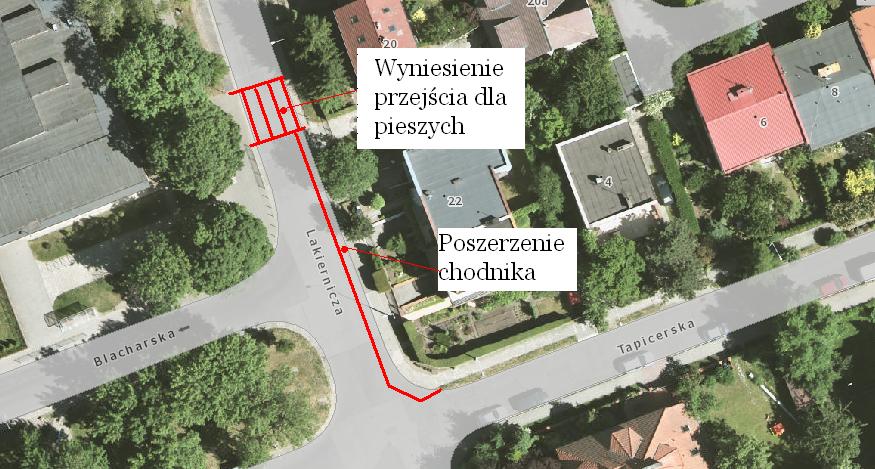 20a
20
Wyniesienie
przejścia dla
pieszych
6
8
4
22
Poszerzenie
chodnika
Lakiernicza
Blacharska
Tapicerska